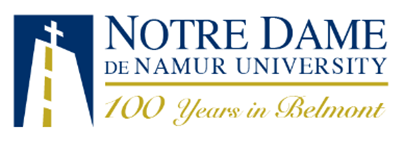 NOTRE DAME
DE NAMUR UNIVERSITY
100 Years in Belmont